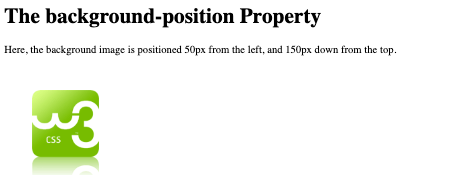 The background-position Property
Here, the background image is positioned 50px from the left, and 150px down from the top.
w3
CSS